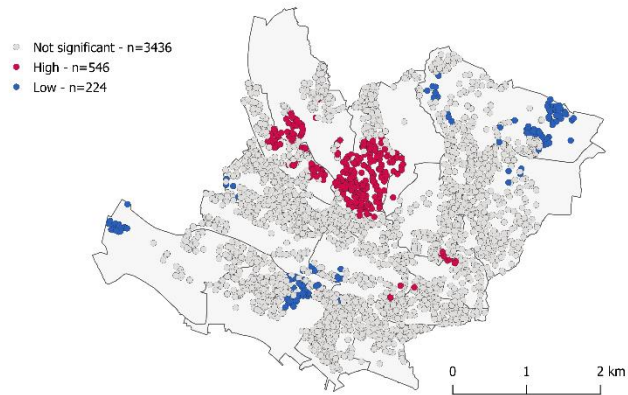 Not significant - n=3436
High - n=546
Low - n=224
0 1 2 km